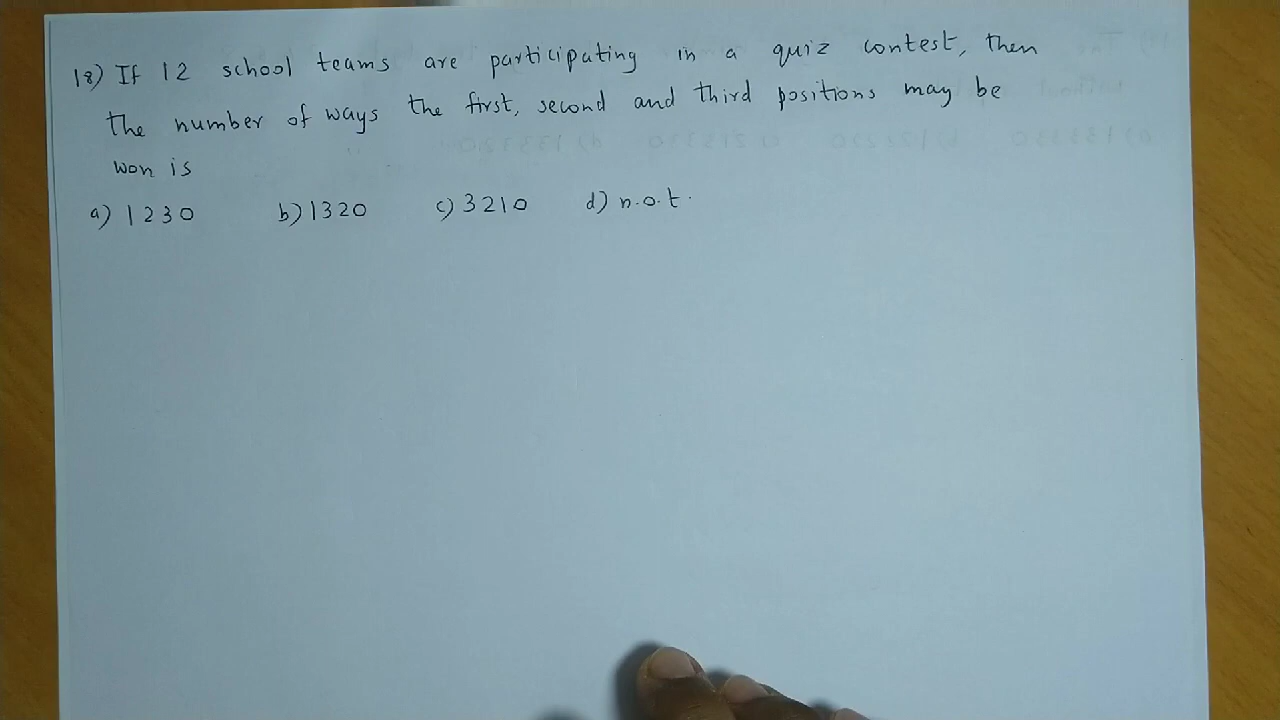 18) If 12 school teams are participating in a quiz contest, then
the number of ways the first, second and third positions may be
won is
a) 1230 b) 1320 c) 3210 d) n.o.t.